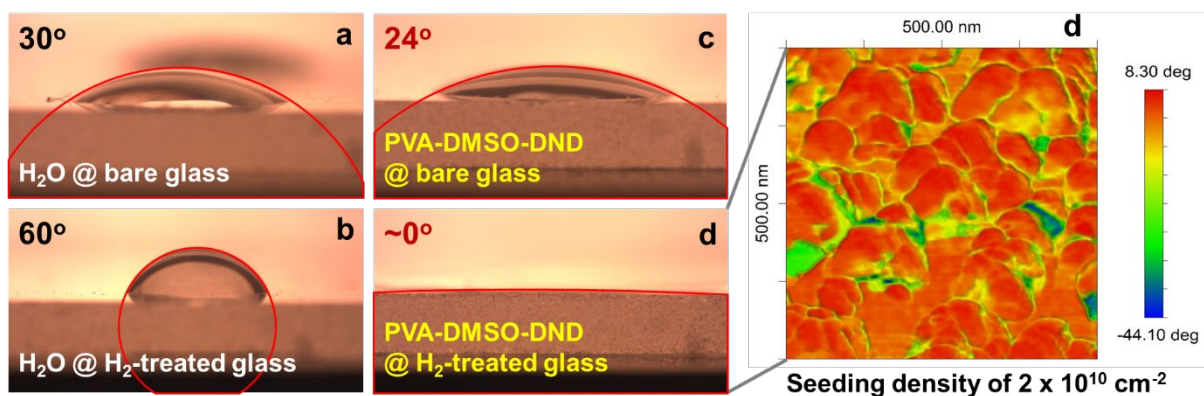 30° a
H₂O @ bare glass
24° c
PVA-DMSO-DND
@ bare glass
60° b
H₂O @ H₂-treated glass
~0° d
PVA-DMSO-DND
@ H₂-treated glass
d
500.00 nm
500.00 nm
8.30 deg
-44.10 deg
Seeding density of 2 x 10¹⁰ cm⁻²